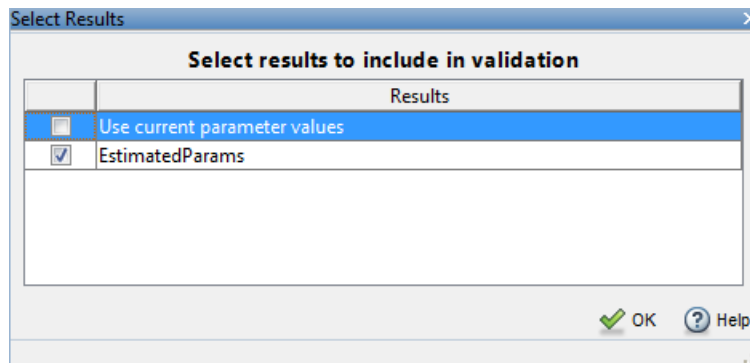 Select Results
Select results to include in validation
Results
Use current parameter values
EstimatedParams
OK
Help